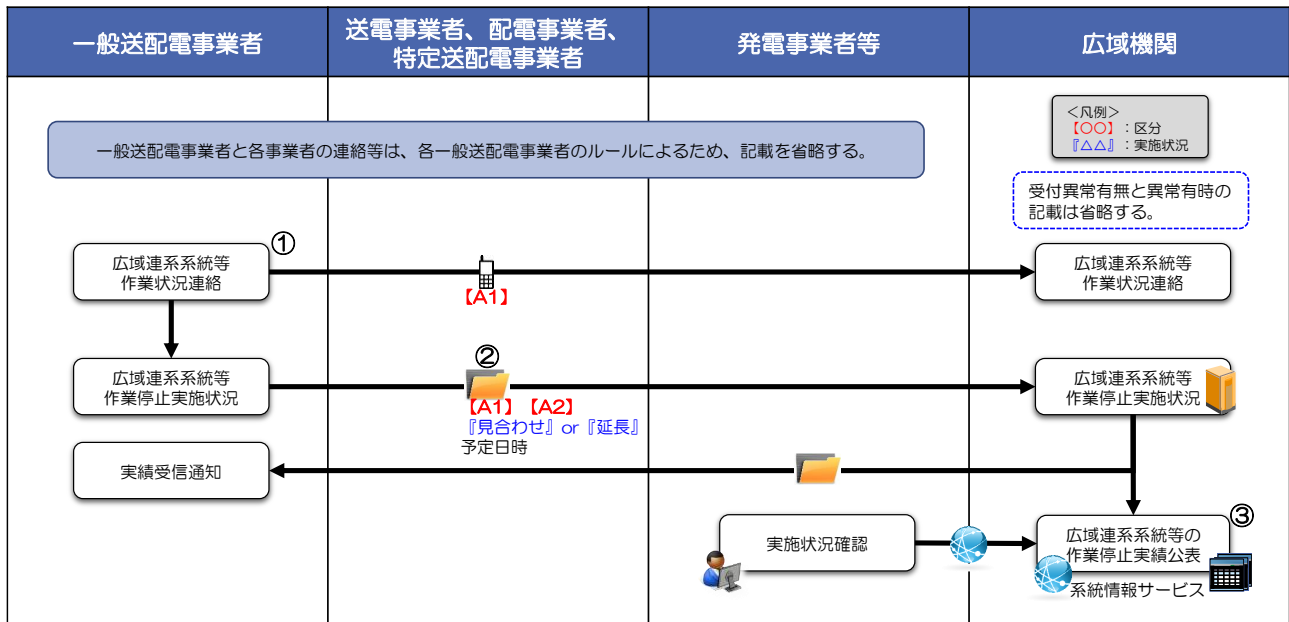 一般送配電事業者
送電事業者、配電事業者、
特定送配電事業者
発電事業者等
広域機関
＜凡例＞
【〇〇】：区分
『△△』：実施状況
一般送配電事業者と各事業者の連絡等は、各一般送配電事業者のルールによるため、記載を省略する。
受付異常有無と異常有時の
記載は省略する。
①
広域連系系統等
作業状況連絡
【A1】
広域連系系統等
作業状況連絡
広域連系系統等
作業停止実施状況
②
【A1】【A2】
『見合わせ』or『延長』
予定日時
広域連系系統等
作業停止実施状況
実績受信通知
実施状況確認
③
広域連系系統等の
作業停止実績公表
系統情報サービス